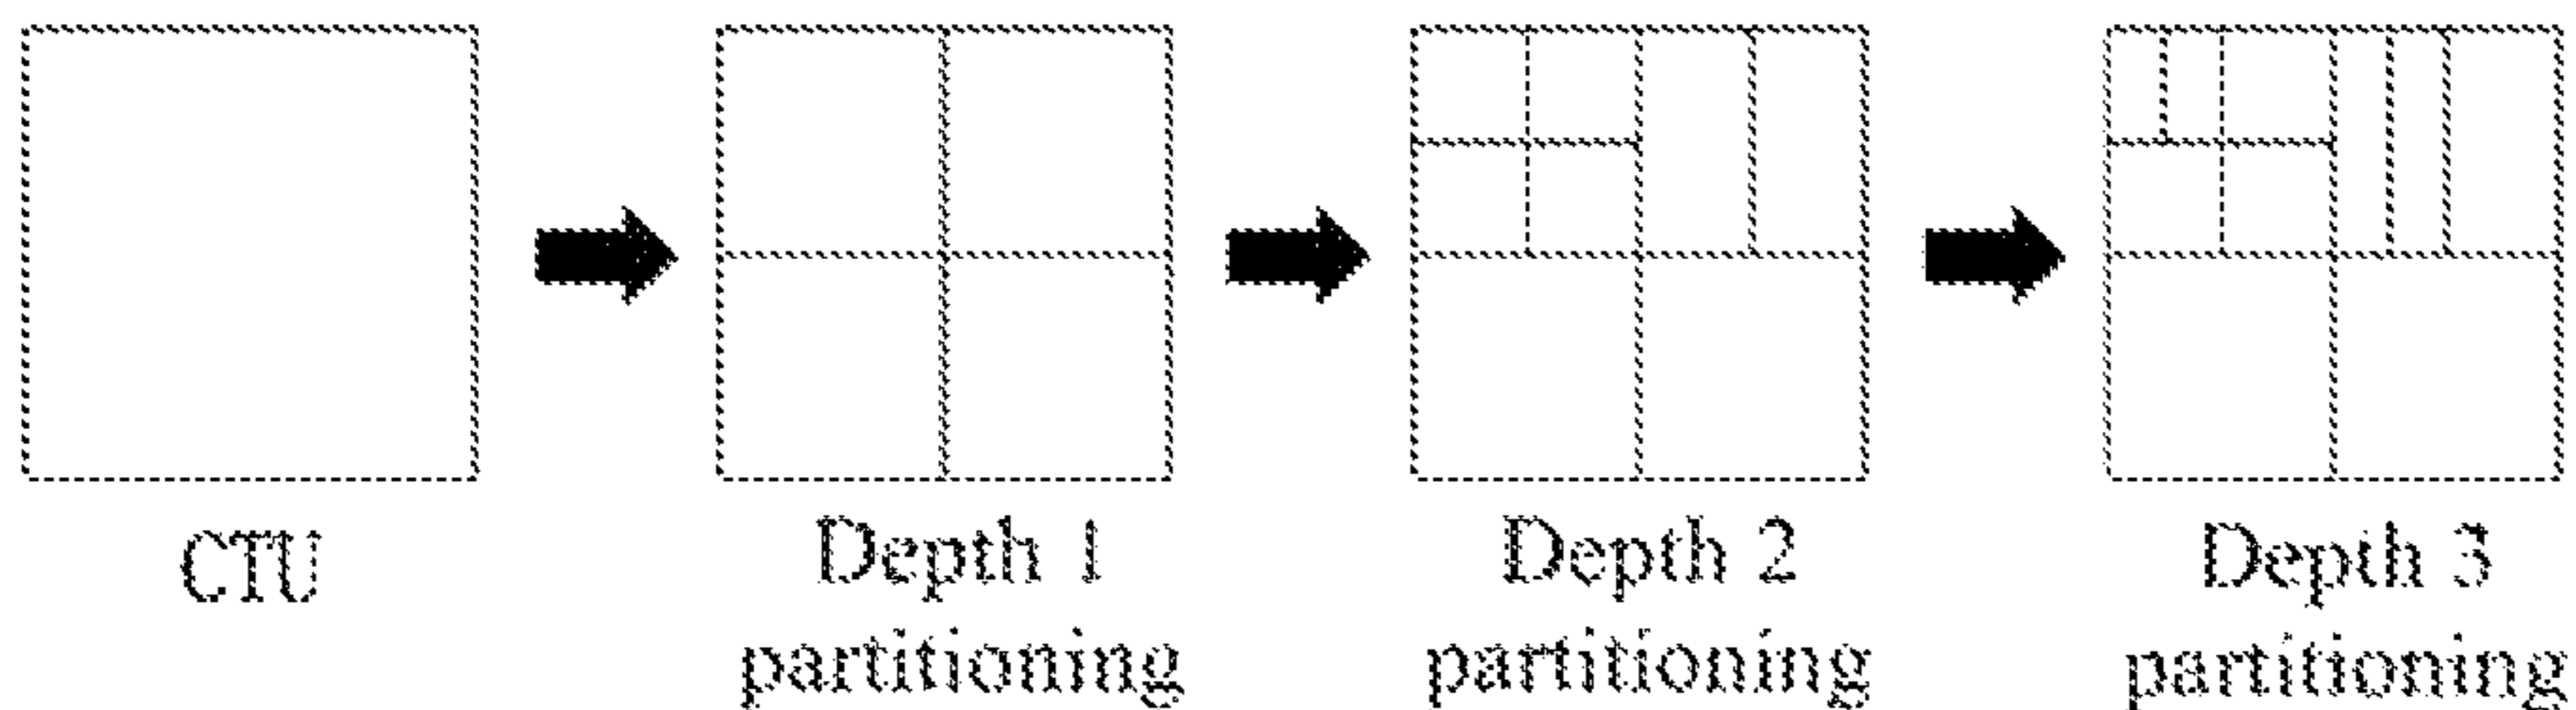 CTU
Depth 1
partitioning
Depth 2
partitioning
Depth 3
partitioning